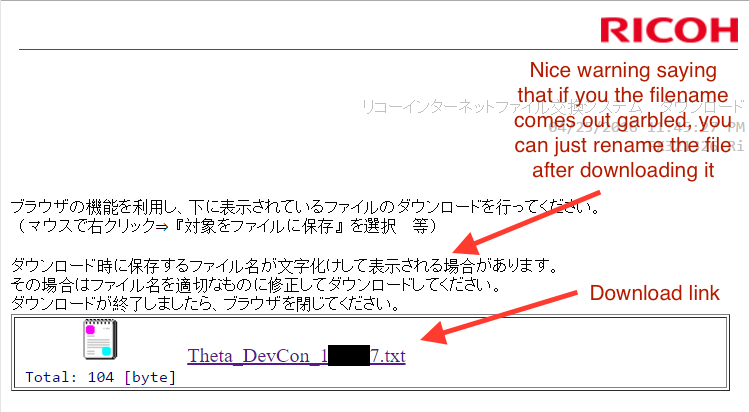 RICOH
Nice warning saying
that if you the filename
comes out garbled, you
can just rename the file
after downloading it
リコーインターネットファイル交換システム ダウンロード
11:45:27 PM
ブラウザの機能を利用し、下に表示されているファイルのダウンロードを行ってください。
（マウスで右クリック⇒『対象をファイルに保存』を選択 等）
ダウンロード時に保存するファイル名が文字化けして表示される場合があります。
その場合はファイル名を適切なものに修正してダウンロードしてください。
ダウンロードが終了しましたら、ブラウザを閉じてください。
Download link
Theta_DevCon_1 7.txt
Total: 104 [byte]